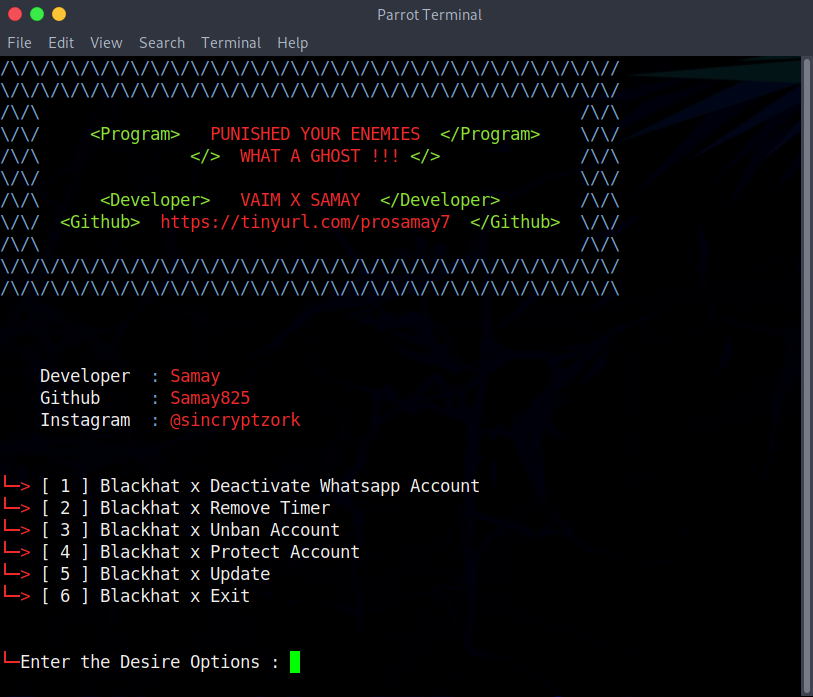 Parrot Terminal
File Edit View Search Terminal Help
/\/\/\/\/\/\/\/\/\/\/\/\/\/\/\/\/\/\/\/\/\/\/\/\/\/\/\/\/\/\//
\/\/\/\/\/\/\/\/\/\/\/\/\/\/\/\/\/\/\/\/\/\/\/\/\/\/\/\/\/\/\/
/\/\                                                      /\/\
\/\/     <Program>   PUNISHED YOUR ENEMIES  </Program>    \/\/
/\/\               </>  WHAT A GHOST !!! </>              /\/\
\/\/                                                      \/\/
/\/\      <Developer>   VAIM X SAMAY  </Developer>        /\/\
\/\/  <Github>  https://tinyurl.com/prosamay7  </Github>  \/\/
/\/\                                                      /\/\
\/\/\/\/\/\/\/\/\/\/\/\/\/\/\/\/\/\/\/\/\/\/\/\/\/\/\/\/\/\/\/
/\/\/\/\/\/\/\/\/\/\/\/\/\/\/\/\/\/\/\/\/\/\/\/\/\/\/\/\/\/\/\
Developer  : Samay
Github     : Samay825
Instagram  : @sincryptzork
└─> [ 1 ] Blackhat x Deactivate Whatsapp Account
└─> [ 2 ] Blackhat x Remove Timer
└─> [ 3 ] Blackhat x Unban Account
└─> [ 4 ] Blackhat x Protect Account
└─> [ 5 ] Blackhat x Update
└─> [ 6 ] Blackhat x Exit
└─Enter the Desire Options :